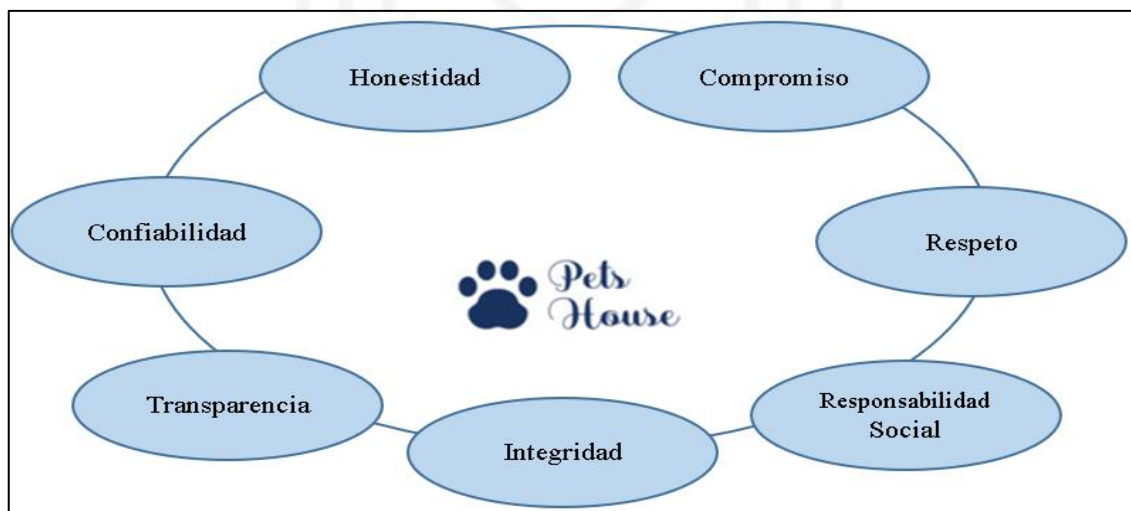 Honestidad
Compromiso
Confiabilidad
Respeto
Pets
House
Transparencia
Responsabilidad
Social
Integridad